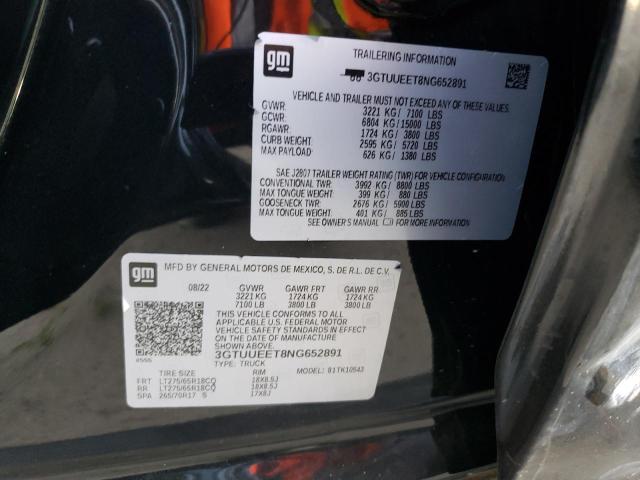 gm
TRAILERING INFORMATION
3GTUUEET8NG652891
VEHICLE AND TRAILER MUST NOT EXCEED ANY OF THESE VALUES.
GVWR: 3221 KG/ 7100 LBS
GCWR: 6804 KG/ 15000 LBS
RGAWR: 1724 KG/ 3800 LBS
CURB WEIGHT: 2595 KG/ 5720 LBS
MAX PAYLOAD: 626 KG/ 1380 LBS
SAE J2807 TRAILER WEIGHT RATING (TWR) FOR VEHICLE CONFIGURATION.
CONVENTIONAL TWR: 3992 KG/ 8800 LBS
MAX TONGUE WEIGHT: 399 KG/ 880 LBS
GOOSENECK TWR: 2676 KG/ 5900 LBS
MAX TONGUE WEIGHT: 401 KG/ 885 LBS
SEE OWNER'S MANUAL FOR MORE INFORMATION.
gm
MFD BY GENERAL MOTORS DE MEXICO, S. DE R.L. DE C.V.
08/22 GVWR GAWR FRT GAWR RR
3221 KG 1724 KG 1724 KG
7100 LB 3800 LB 3800 LB
THIS VEHICLE CONFORMS TO ALL
APPLICABLE U.S. FEDERAL MOTOR
VEHICLE SAFETY STANDARDS IN EFFECT
ON THE DATE OF MANUFACTURE SHOWN ABOVE.
3GTUUEET8NG652891
TYPE: TRUCK
MODEL: 81TK10543
TIRE SIZE RIM
FRT LT275/65R18CQ 18X8.5J
RR LT275/65R18CQ 18X8.5J
SPA 265/70R17 S 17X8J